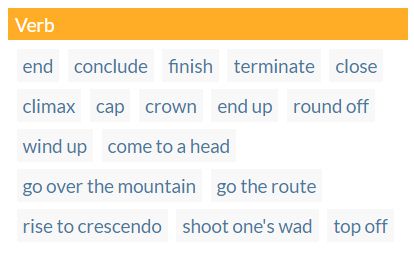 Verb
end conclude finish terminate close
climax cap crown end up round off
wind up come to a head
go over the mountain go the route
rise to crescendo shoot one's wad top off